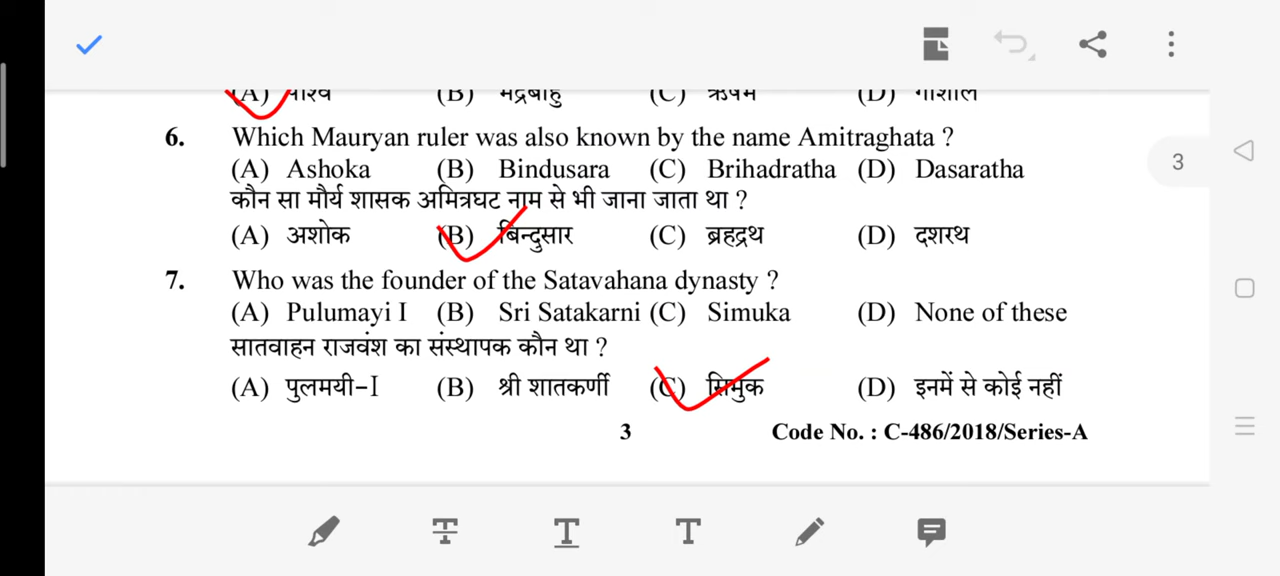 (A) पार्श्व (B) भद्रबाहु (C) ऋषभ (D) गोशाल
6. Which Mauryan ruler was also known by the name Amitraghata ?
(A) Ashoka (B) Bindusara (C) Brihadratha (D) Dasaratha
कौन सा मौर्य शासक अमित्रघट नाम से भी जाना जाता था ?
(A) अशोक (B) बिन्दुसार (C) ब्रहद्रथ (D) दशरथ
3
7. Who was the founder of the Satavahana dynasty ?
(A) Pulumayi I (B) Sri Satakarni (C) Simuka (D) None of these
सातवाहन राजवंश का संस्थापक कौन था ?
(A) पुलमयी-I (B) श्री शातकर्णी (C) सिमुक (D) इनमें से कोई नहीं
3 Code No. : C-486/2018/Series-A
T T T